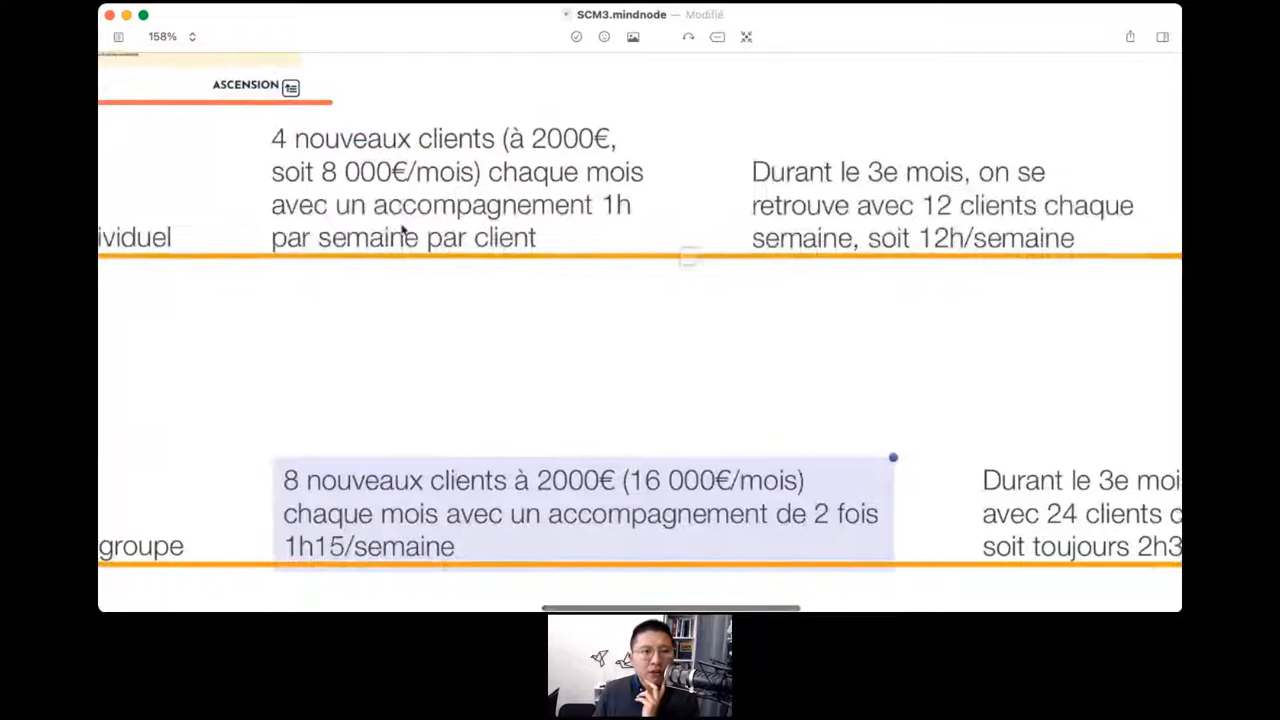 SCM3.mindnode — Modifié
158%
ASCENSION
4 nouveaux clients (à 2000€,
soit 8 000€/mois) chaque mois
avec un accompagnement 1h
par semaine par client
Durant le 3e mois, on se
retrouve avec 12 clients chaque
semaine, soit 12h/semaine
ividuel
8 nouveaux clients à 2000€ (16 000€/mois)
chaque mois avec un accompagnement de 2 fois
1h15/semaine
Durant le 3e moi
avec 24 clients
soit toujours 2h3
groupe